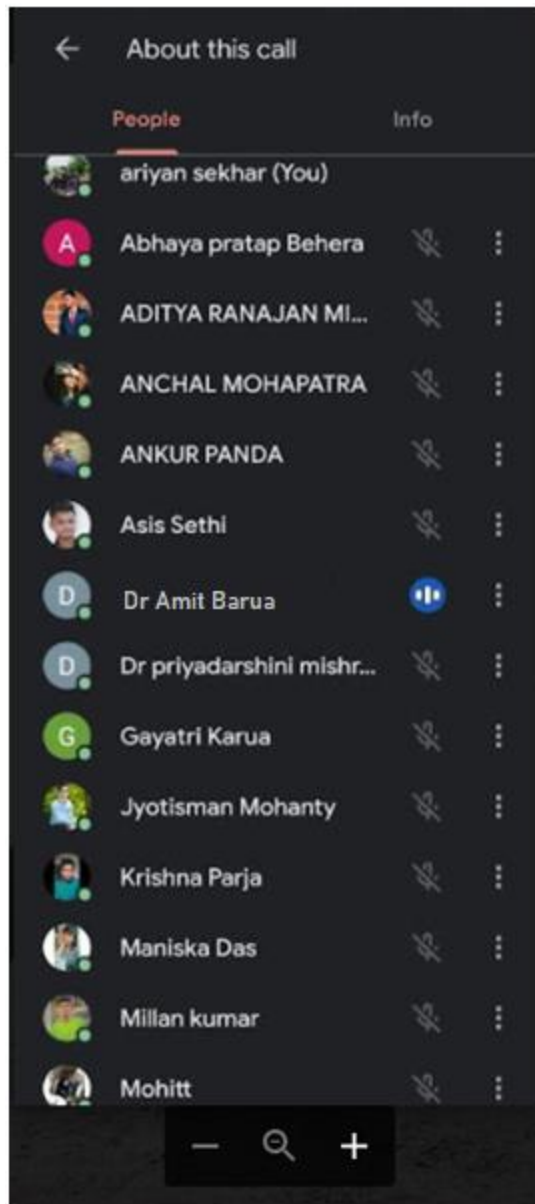 About this call
People Info
ariyan sekhar (You)
A Abhaya pratap Behera
ADITYA RANAJAN MI...
ANCHAL MOHAPATRA
ANKUR PANDA
Asis Sethi
D Dr Amit Barua
D Dr priyadarshini mishr...
G Gayatri Karua
Jyotisman Mohanty
Krishna Parja
Maniska Das
Millan kumar
Mohitt